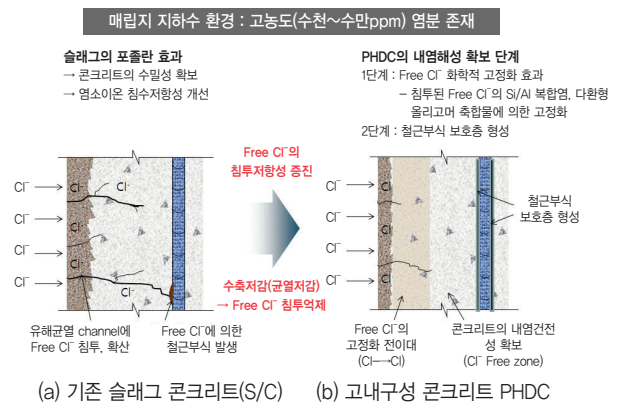 매립지 지하수 환경 : 고농도(수천~수만ppm) 염분 존재
슬래그의 포졸란 효과
→ 콘크리트의 수밀성 확보
→ 염소이온 침수저항성 개선
PHDC의 내염해성 확보 단계
1단계 : Free Cl⁻ 화학적 고정화 효과
– 침투된 Free Cl⁻의 Si/Al 복합염, 다환형
올리고머 축합물에 의한 고정화
2단계 : 철근부식 보호층 형성
Free Cl⁻의
침투저항성 증진
수축저감(균열저감)
→ Free Cl⁻ 침투억제
Cl⁻
Cl⁻
Cl⁻
Cl⁻
Cl⁻
Cl⁻
Cl⁻
Cl⁻
유해균열 channel에
Free Cl⁻ 침투, 확산
Free Cl⁻에 의한
철근부식 발생
Cl⁻
Cl⁻
Cl⁻
Cl⁻
Cl⁻
Cl⁻
철근부식
보호층 형성
Free Cl⁻의
고정화 전이대
(Cl⁻→Cl)
콘크리트의 내염건전
성 확보
(Cl⁻ Free zone)
(a) 기존 슬래그 콘크리트(S/C)
(b) 고내구성 콘크리트 PHDC